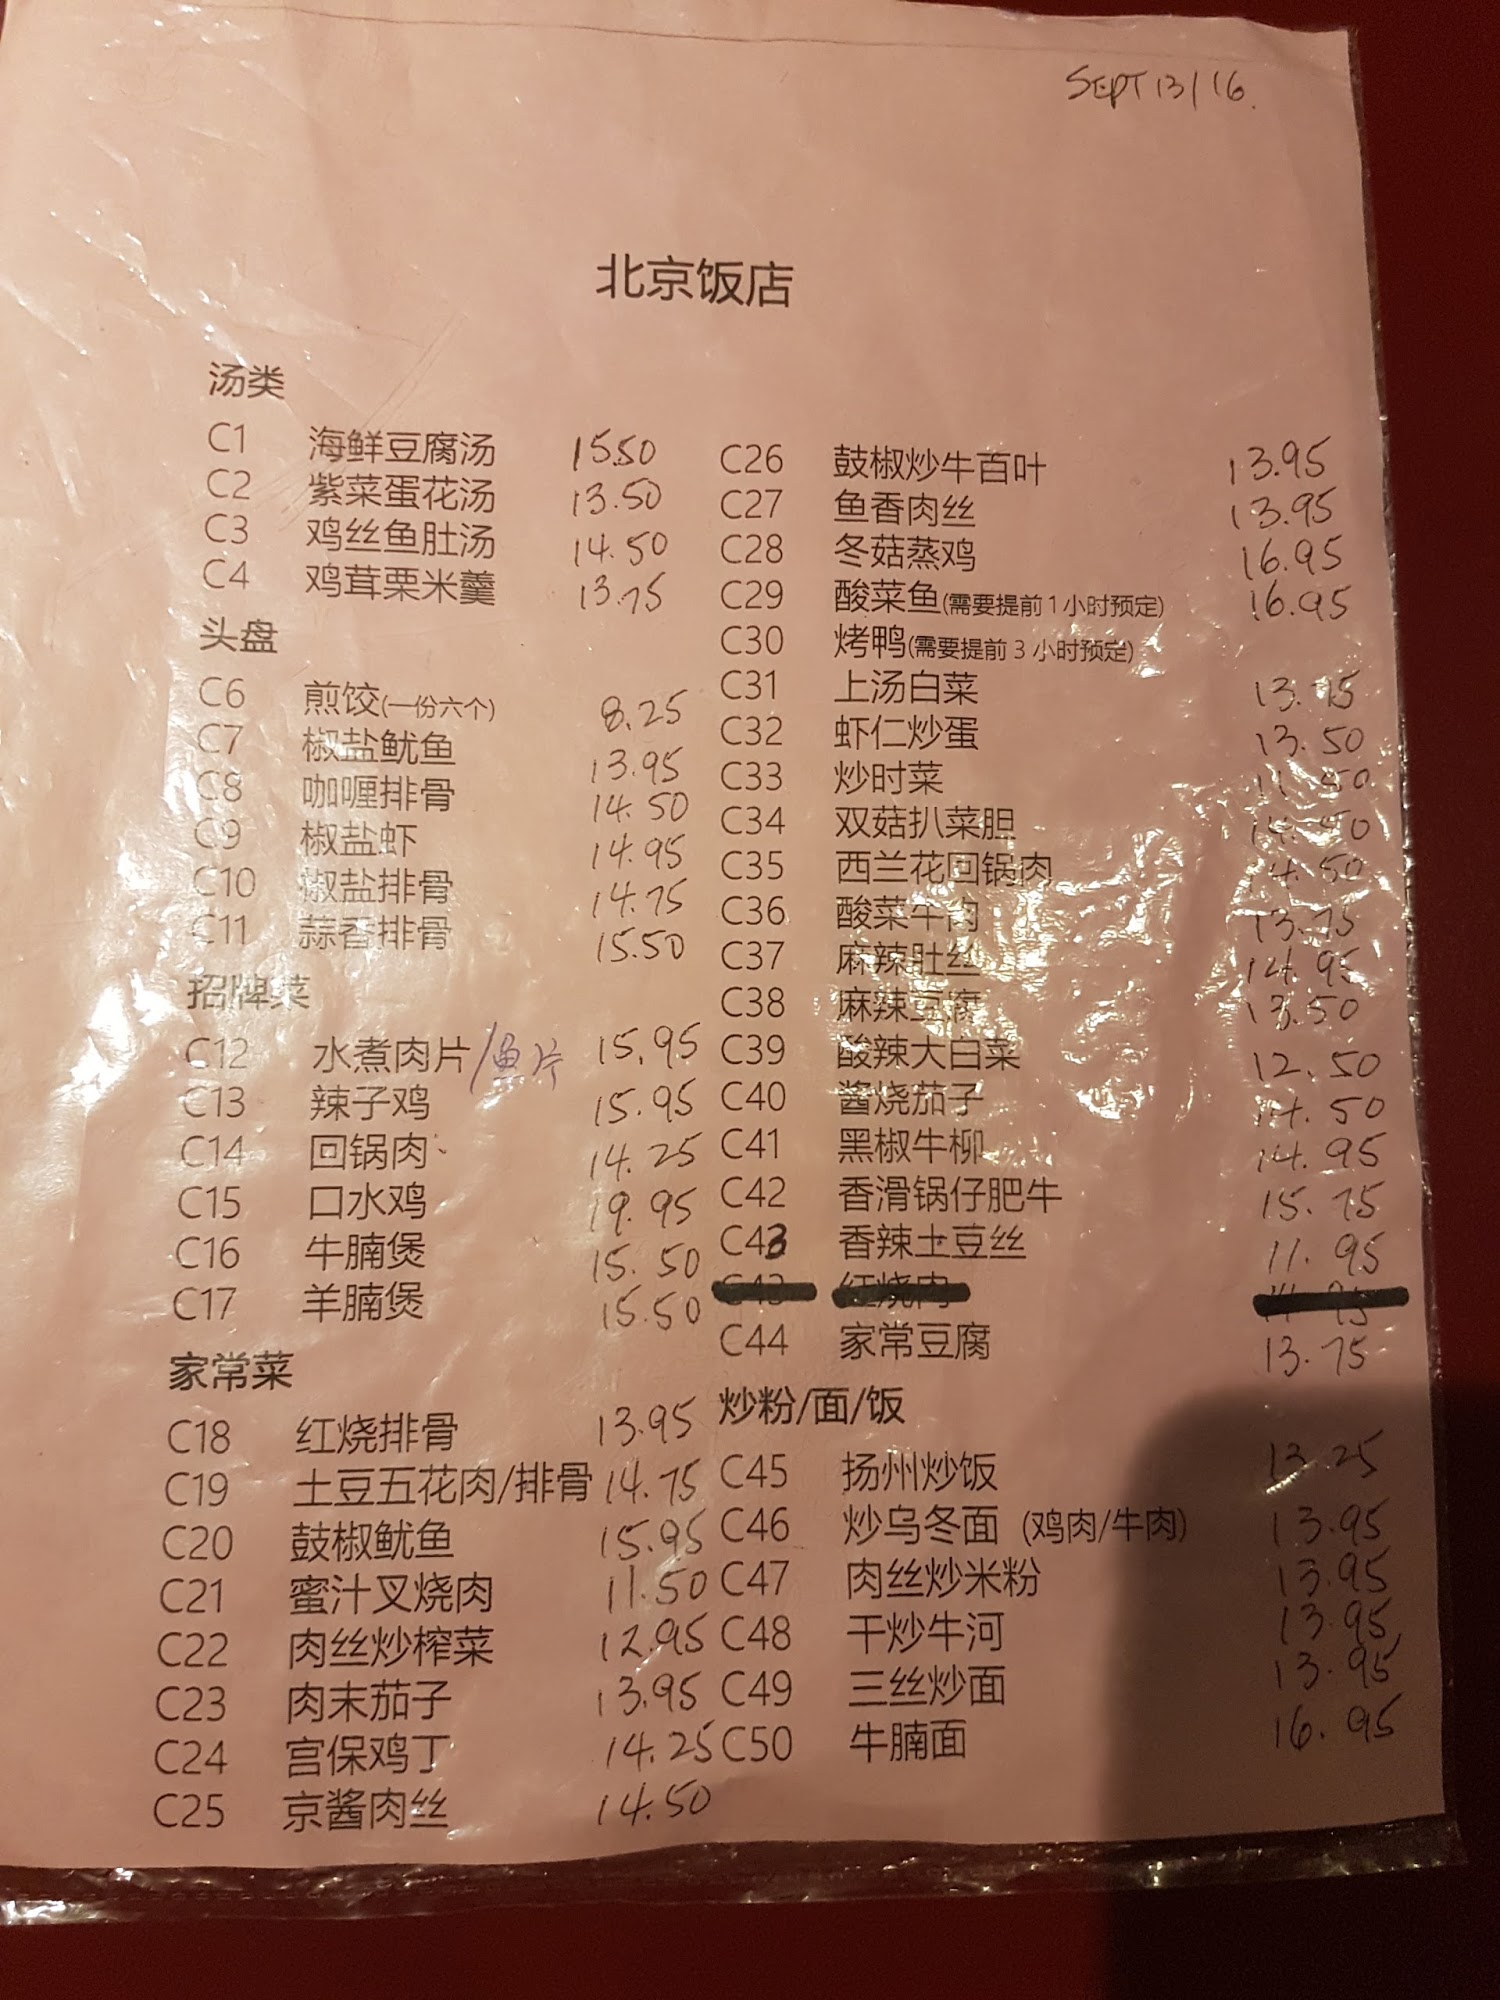 SEPT 13/16.
北京饭店
汤类
C1 海鲜豆腐汤 15.50
C2 紫菜蛋花汤 13.50
C3 鸡丝鱼肚汤 14.50
C4 鸡茸栗米羹 13.75
头盘
C6 煎饺(一份六个) 8.25
C7 椒盐鱿鱼 13.95
C8 咖喱排骨 14.50
C9 椒盐虾 14.95
C10 椒盐排骨 14.75
C11 蒜香排骨 15.50
招牌菜
C12 水煮肉片/鱼片 15.95
C13 辣子鸡 15.95
C14 回锅肉 14.25
C15 口水鸡 19.95
C16 牛腩煲 15.50
C17 羊腩煲 15.50
家常菜
C18 红烧排骨 13.95
C19 土豆五花肉/排骨 14.75
C20 鼓椒鱿鱼 15.95
C21 蜜汁叉烧肉 11.50
C22 肉丝炒榨菜 12.95
C23 肉末茄子 13.95
C24 宫保鸡丁 14.25
C25 京酱肉丝 14.50
C26 鼓椒炒牛百叶 13.95
C27 鱼香肉丝 13.95
C28 冬菇蒸鸡 16.95
C29 酸菜鱼(需要提前1小时预定) 16.95
C30 烤鸭(需要提前 3 小时预定)
C31 上汤白菜 13.75
C32 虾仁炒蛋 13.50
C33 炒时菜 11.50
C34 双菇扒菜胆
C35 西兰花回锅肉 14.50
C36 酸菜牛肉 13.75
C37 麻辣肚丝 14.95
C38 麻辣豆腐 13.50
C39 酸辣大白菜 12.50
C40 酱烧茄子 14.50
C41 黑椒牛柳 14.95
C42 香滑锅仔肥牛 15.75
C43 香辣土豆丝 11.95
C43 红烧肉
C44 家常豆腐 13.75
炒粉/面/饭
C45 扬州炒饭 13.25
C46 炒乌冬面 (鸡肉/牛肉) 13.95
C47 肉丝炒米粉 13.95
C48 干炒牛河 13.95
C49 三丝炒面 13.95
C50 牛腩面 16.95